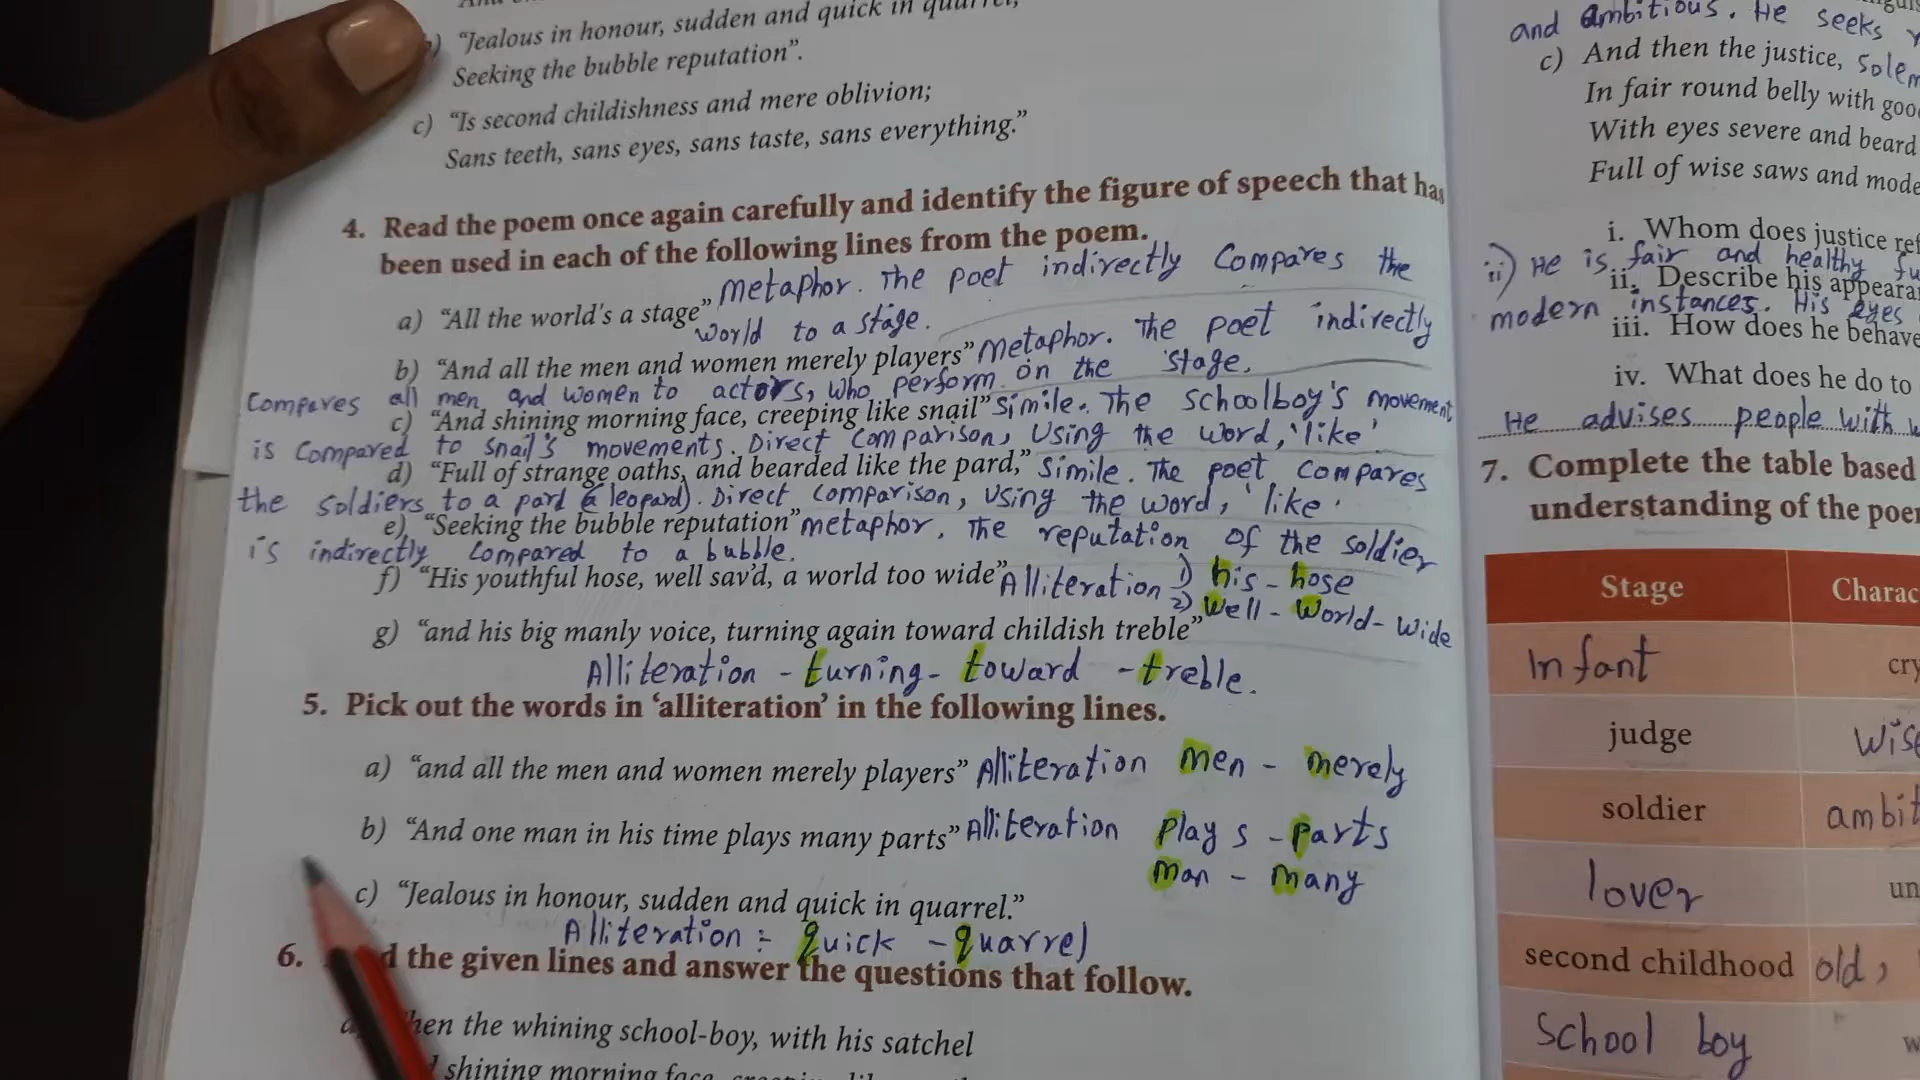 "Jealous in honour, sudden and quick in quarrel,
Seeking the bubble reputation".
c) "Is second childishness and mere oblivion;
Sans teeth, sans eyes, sans taste, sans everything."
4. Read the poem once again carefully and identify the figure of speech that has
been used in each of the following lines from the poem.
a) "All the world's a stage" metaphor. The poet indirectly compares the
world to a stage.
b) "And all the men and women merely players" metaphor. The poet indirectly
compares all men and women to actors, who perform on the stage.
c) "And shining morning face, creeping like snail" simile. The schoolboy's movement
is compared to snail's movements. Direct comparison, using the word, 'like'
d) "Full of strange oaths, and bearded like the pard," simile. The poet compares
the soldiers to a pard (a leopard). Direct comparison, using the word, 'like'
e) "Seeking the bubble reputation" metaphor. The reputation of the soldier
is indirectly compared to a bubble.
f) "His youthful hose, well sav'd, a world too wide" Alliteration 1) his - hose
2) Well - World - Wide
g) "and his big manly voice, turning again toward childish treble"
Alliteration - turning - toward - treble.
5. Pick out the words in 'alliteration' in the following lines.
a) "and all the men and women merely players" Alliteration men - merely
b) "And one man in his time plays many parts" Alliteration plays - parts
man - many
c) "Jealous in honour, sudden and quick in quarrel."
Alliteration :- quick - quarrel
6. the given lines and answer the questions that follow.
the whining school-boy, with his satchel
shining morning face,
and ambitious. He seeks
c) And then the justice,
In fair round belly with
With eyes severe and beard
Full of wise saws and
i. Whom does justice
ii) He is fair and healthy
ii. Describe his
modern instances. His eyes
iii. How does he
iv. What does he do to
He advises people with
7. Complete the table based
understanding of the
Stage
Infant
judge
soldier
lover
second childhood old,
School boy